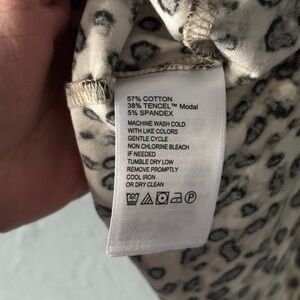 57% COTTON
38% TENCEL™ Modal
5% SPANDEX
MACHINE WASH COLD
WITH LIKE COLORS
GENTLE CYCLE
NON CHLORINE BLEACH
IF NEEDED
TUMBLE DRY LOW
REMOVE PROMPTLY
COOL IRON
OR DRY CLEAN